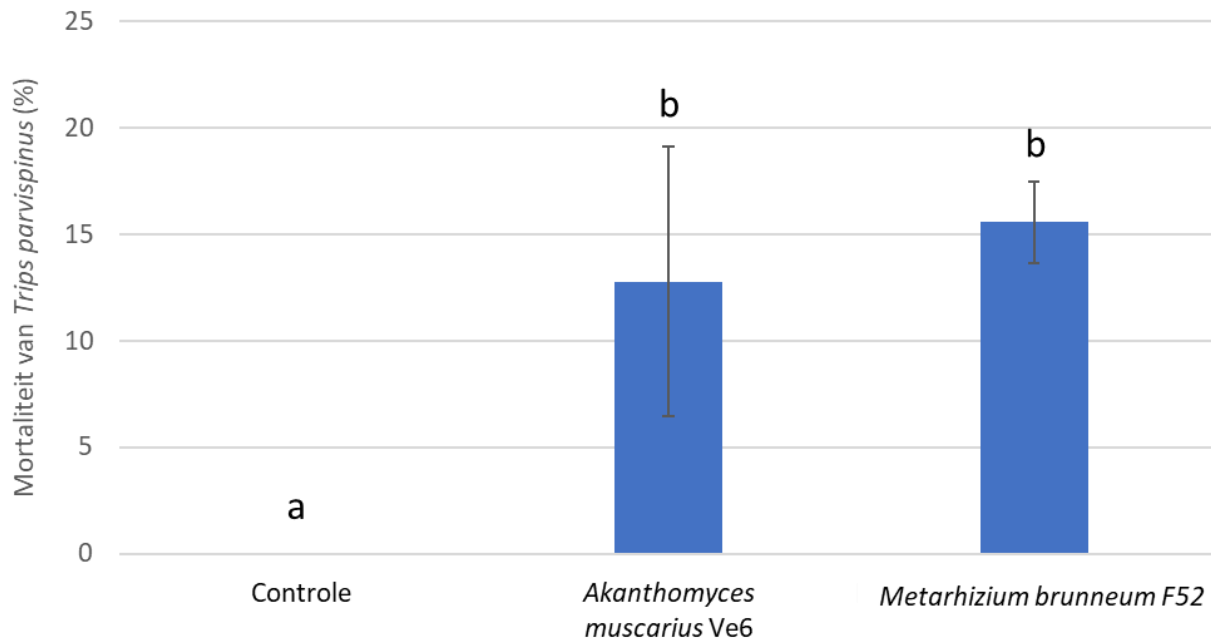 Mortaliteit van Trips parvispinus (%)
25
20
15
10
5
0
a
b
b
Controle
Akanthomyces
muscarius Ve6
Metarhizium brunneum F52